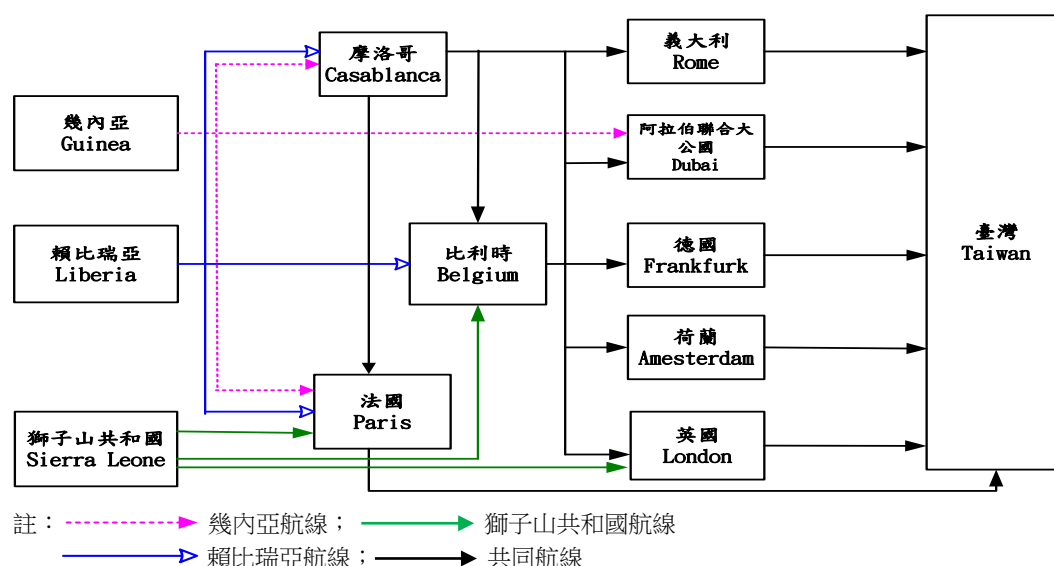 摩洛哥
Casablanca
義大利
Rome
幾內亞
Guinea
阿拉伯聯合大
公國
Dubai
賴比瑞亞
Liberia
比利時
Belgium
德國
Frankfurk
臺灣
Taiwan
荷蘭
Amesterdam
法國
Paris
獅子山共和國
Sierra Leone
英國
London
註： 幾內亞航線； 獅子山共和國航線
賴比瑞亞航線； 共同航線